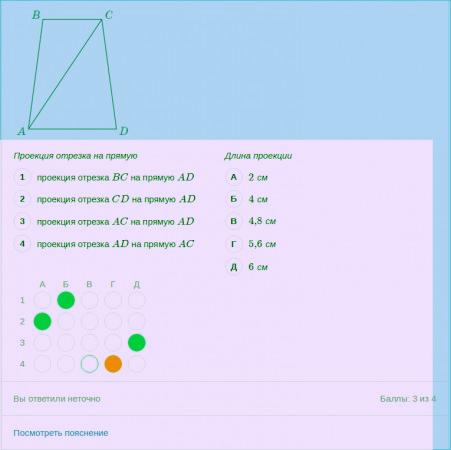 B C
A D
Проекция отрезка на прямую Длина проекции
1 проекция отрезка BC на прямую AD А 2 см
2 проекция отрезка CD на прямую AD Б 4 см
3 проекция отрезка AC на прямую AD В 4,8 см
4 проекция отрезка AD на прямую AC Г 5,6 см
Д 6 см
А Б В Г Д
1
2
3
4
Вы ответили неточно Баллы: 3 из 4
Посмотреть пояснение